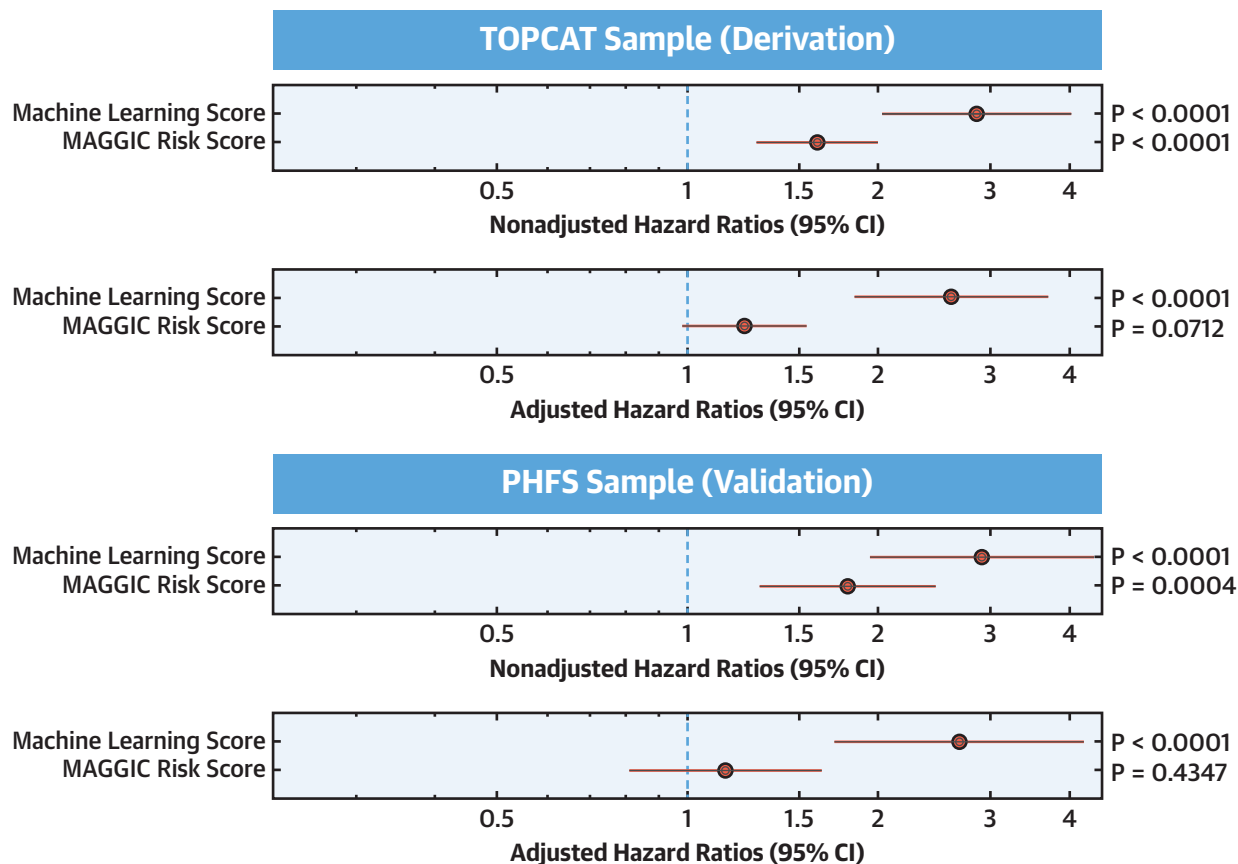 TOPCAT Sample (Derivation)
Machine Learning Score P < 0.0001
MAGGIC Risk Score P < 0.0001
0.5 1 1.5 2 3 4
Nonadjusted Hazard Ratios (95% CI)
Machine Learning Score P < 0.0001
MAGGIC Risk Score P = 0.0712
0.5 1 1.5 2 3 4
Adjusted Hazard Ratios (95% CI)
PHFS Sample (Validation)
Machine Learning Score P < 0.0001
MAGGIC Risk Score P = 0.0004
0.5 1 1.5 2 3 4
Nonadjusted Hazard Ratios (95% CI)
Machine Learning Score P < 0.0001
MAGGIC Risk Score P = 0.4347
0.5 1 1.5 2 3 4
Adjusted Hazard Ratios (95% CI)